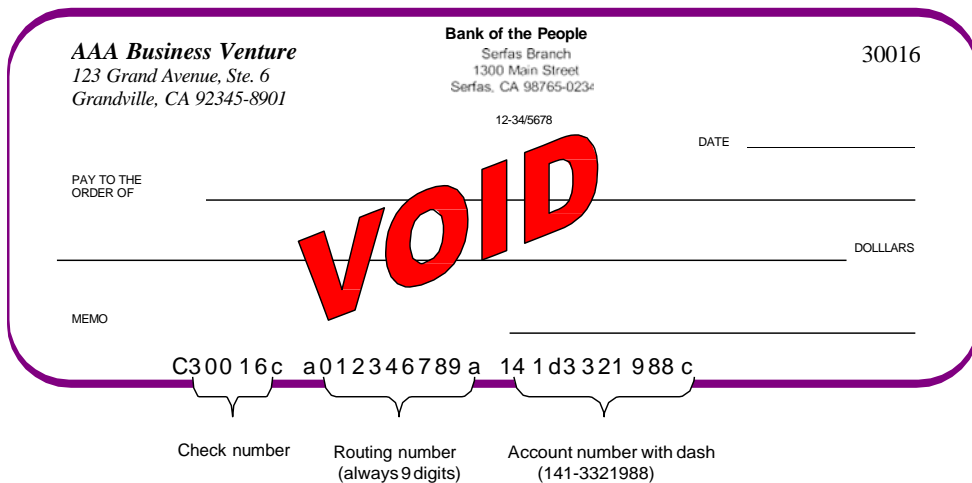 AAA Business Venture
123 Grand Avenue, Ste. 6
Grandville, CA 92345-8901
Bank of the People
Serfas Branch
1300 Main Street
Serfas, CA 98765-0234
12-34/5678
30016
DATE
PAY TO THE
ORDER OF
VOID
DOLLLARS
MEMO
C30016c a012346789a 141d3321988c
Check number
Routing number
(always 9 digits)
Account number with dash
(141-3321988)